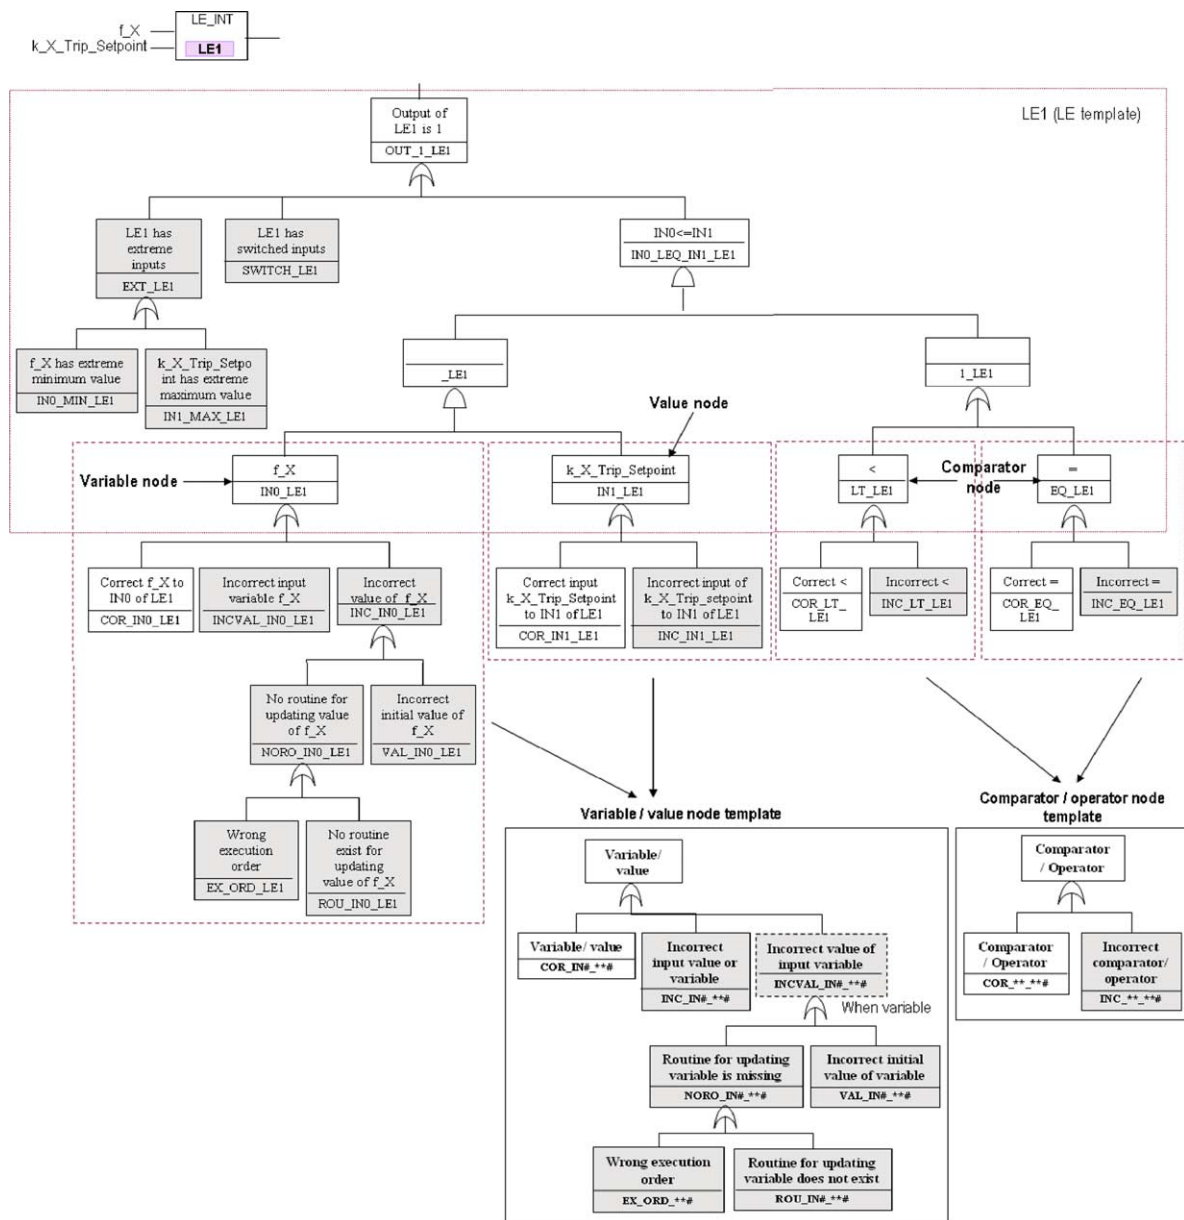 LE_INT
f_X
k_X_Trip_Setpoint
LE1
LE1 (LE template)
Output of
LE1 is 1
OUT_1_LE1
LE1 has
extreme
inputs
EXT_LE1
LE1 has
switched inputs
SWITCH_LE1
IN0<=IN1
IN0_LEQ_IN1_LE1
f_X has extreme
minimum value
IN0_MIN_LE1
k_X_Trip_Setpo
int has extreme
maximum value
IN1_MAX_LE1
_LE1
1_LE1
Value node
Variable node
f_X
IN0_LE1
k_X_Trip_Setpoint
IN1_LE1
<
LT_LE1
Comparator
node
=
EQ_LE1
Correct f_X to
IN0 of LE1
COR_IN0_LE1
Incorrect input
variable f_X
INCVAL_IN0_LE1
Incorrect
value of f_X
INC_IN0_LE1
Correct input
k_X_Trip_Setpoint
to IN1 of LE1
COR_IN1_LE1
Incorrect input of
k_X_Trip_setpoint
to IN1 of LE1
INC_IN1_LE1
Correct <
COR_LT_
LE1
Incorrect <
INC_LT_LE1
Correct =
COR_EQ_
LE1
Incorrect =
INC_EQ_LE1
No routine for
updating value
of f_X
NORO_IN0_LE1
Incorrect
initial value of
f_X
VAL_IN0_LE1
Wrong
execution
order
EX_ORD_LE1
No routine
exist for
updating
value of f_X
ROU_IN0_LE1
Variable / value node template
Variable/
value
Variable/ value
COR_IN#_**#
Incorrect
input value or
variable
INC_IN#_**#
Incorrect value of
input variable
INCVAL_IN#_**#
When variable
Routine for updating
variable is missing
NORO_IN#_**#
Incorrect initial
value of variable
VAL_IN#_**#
Wrong execution
order
EX_ORD_**#
Routine for updating
variable does not exist
ROU_IN#_**#
Comparator / operator node
template
Comparator
/ Operator
Comparator
/ Operator
COR_**_**#
Incorrect
comparator/
operator
INC_**_**#